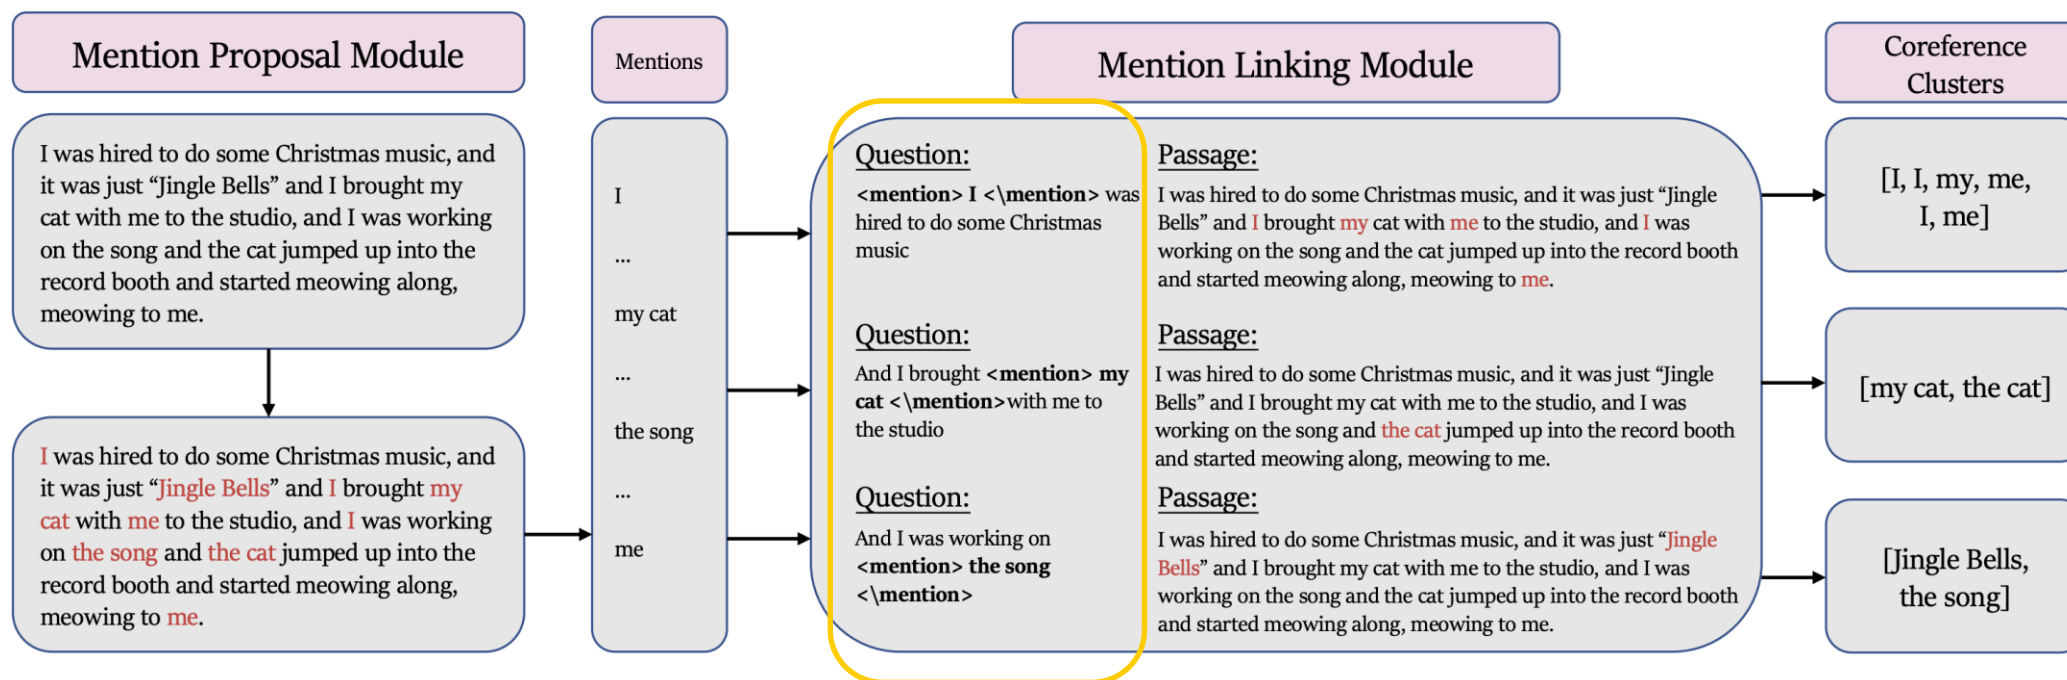 Mention Proposal Module
I was hired to do some Christmas music, and
it was just “Jingle Bells” and I brought my
cat with me to the studio, and I was working
on the song and the cat jumped up into the
record booth and started meowing along,
meowing to me.
I was hired to do some Christmas music, and
it was just “Jingle Bells” and I brought my
cat with me to the studio, and I was working
on the song and the cat jumped up into the
record booth and started meowing along,
meowing to me.
Mentions
I
...
my cat
...
the song
...
me
Mention Linking Module
Question:
<mention> I <\mention> was
hired to do some Christmas
music
Passage:
I was hired to do some Christmas music, and it was just “Jingle
Bells” and I brought my cat with me to the studio, and I was
working on the song and the cat jumped up into the record booth
and started meowing along, meowing to me.
Question:
And I brought <mention> my
cat <\mention>with me to
the studio
Passage:
I was hired to do some Christmas music, and it was just “Jingle
Bells” and I brought my cat with me to the studio, and I was
working on the song and the cat jumped up into the record booth
and started meowing along, meowing to me.
Question:
And I was working on
<mention> the song
<\mention>
Passage:
I was hired to do some Christmas music, and it was just “Jingle
Bells” and I brought my cat with me to the studio, and I was
working on the song and the cat jumped up into the record booth
and started meowing along, meowing to me.
Coreference
Clusters
[I, I, my, me,
I, me]
[my cat, the cat]
[Jingle Bells,
the song]